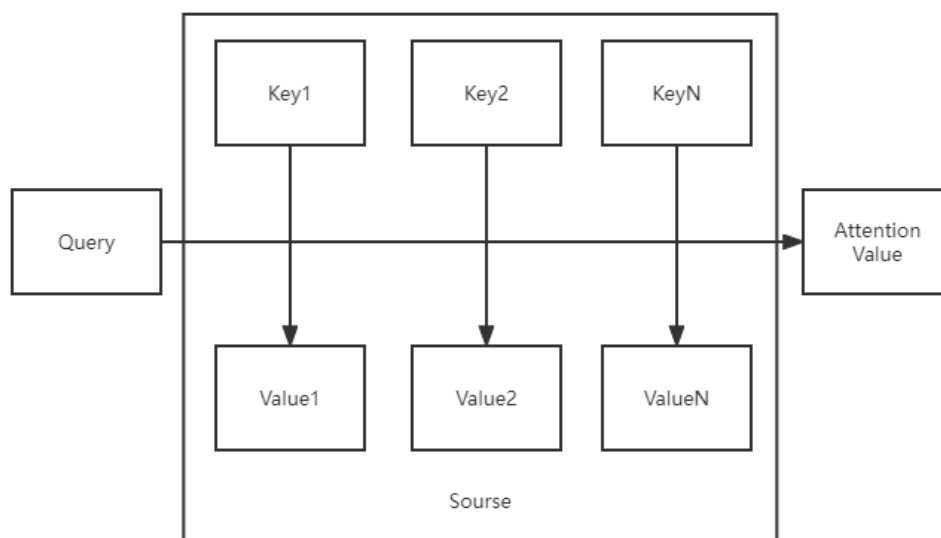 Key1
Key2
KeyN
Query
Attention
Value
Value1
Value2
ValueN
Sourse